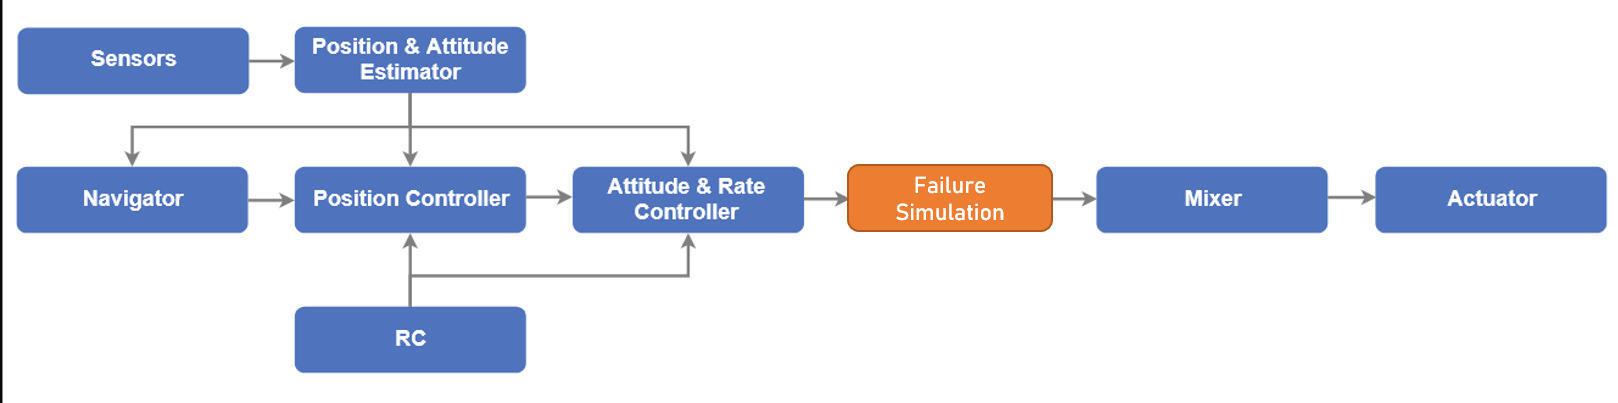 Sensors
Position & Attitude
Estimator
Navigator
Position Controller
Attitude & Rate
Controller
Failure
Simulation
Mixer
Actuator
RC